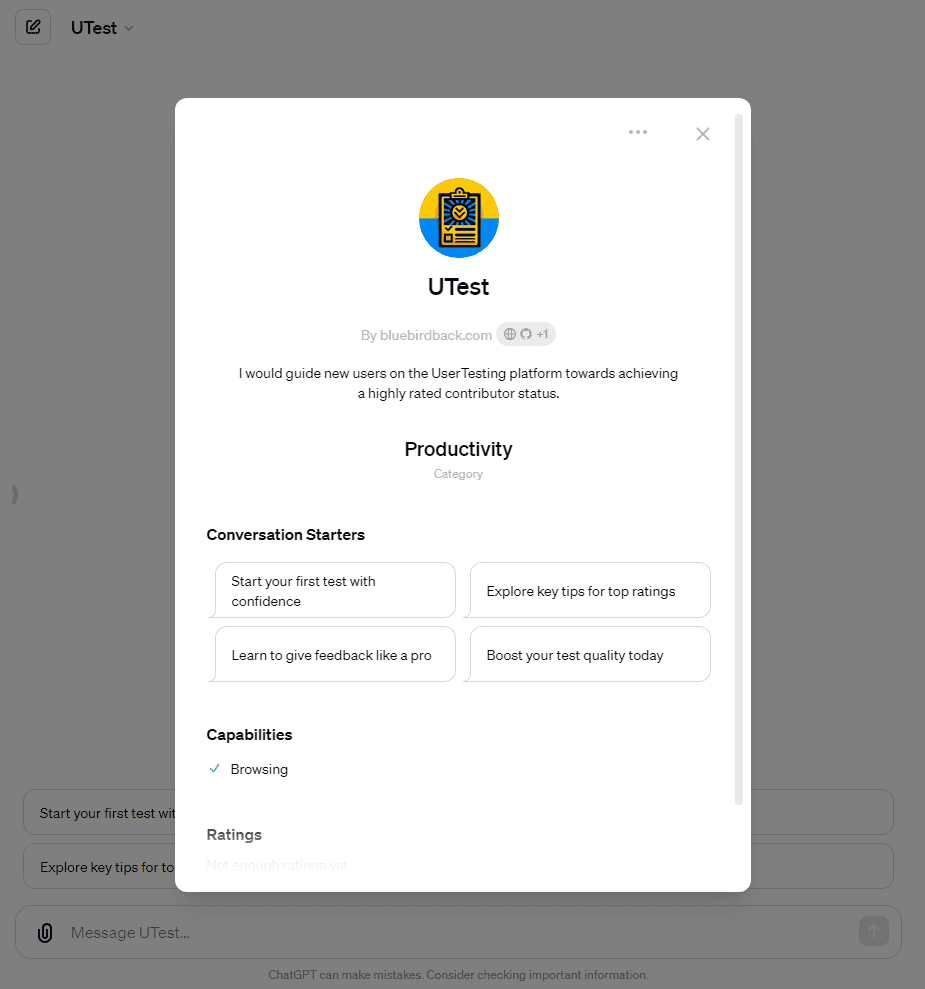 UTest
UTest
By bluebirdback.com +1
I would guide new users on the UserTesting platform towards achieving
a highly rated contributor status.
Productivity
Category
Conversation Starters
Start your first test with
confidence
Explore key tips for top ratings
Learn to give feedback like a pro
Boost your test quality today
Capabilities
Browsing
Ratings
Not enough ratings yet
Start your first test wit
Explore key tips for to
Message UTest...
ChatGPT can make mistakes. Consider checking important information.